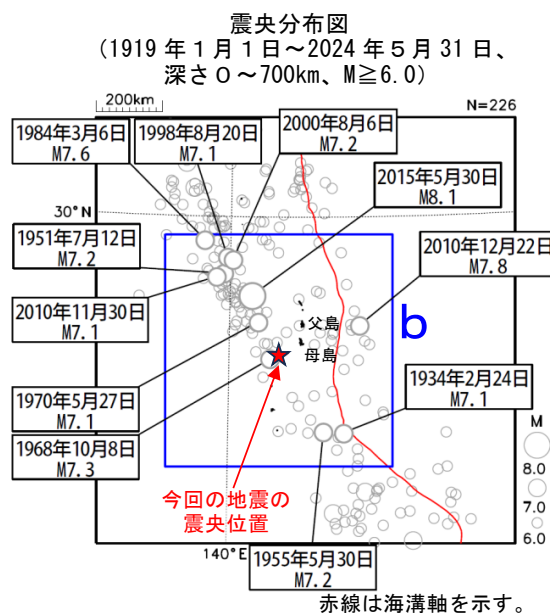 震央分布図
(1919年1月1日~2024年5月31日、
深さ0~700km、M≧6.0)
200km
N=226
1984年3月6日
M7.6
1998年8月20日
M7.1
2000年8月6日
M7.2
2015年5月30日
M8.1
30°N
1951年7月12日
M7.2
2010年12月22日
M7.8
2010年11月30日
M7.1
b
父島
母島
1970年5月27日
M7.1
1934年2月24日
M7.1
1968年10月8日
M7.3
M
8.0
7.0
6.0
今回の地震の
震央位置
140°E
1955年5月30日
M7.2
赤線は海溝軸を示す。